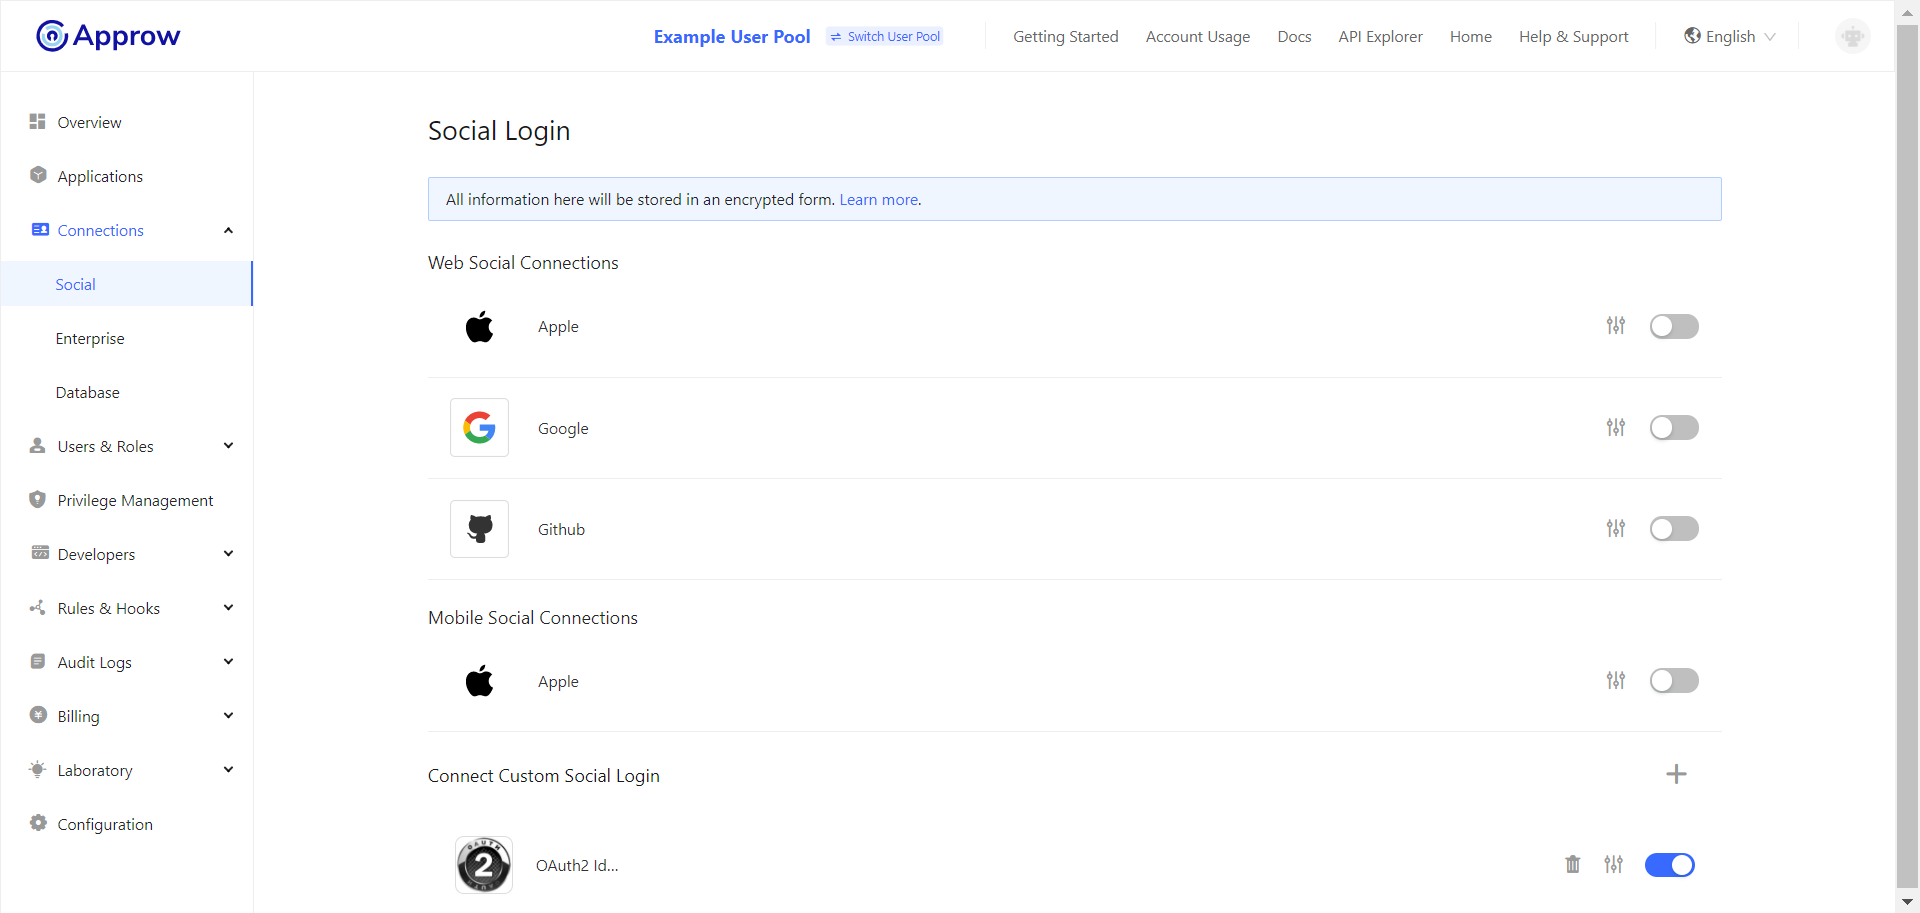 Approw
Example User Pool
Switch User Pool
Getting Started
Account Usage
Docs
API Explorer
Home
Help & Support
English
Overview
Applications
Connections
Social
Enterprise
Database
Users & Roles
Privilege Management
Developers
Rules & Hooks
Audit Logs
Billing
Laboratory
Configuration
Social Login
All information here will be stored in an encrypted form. Learn more.
Web Social Connections
Apple
Google
Github
Mobile Social Connections
Apple
Connect Custom Social Login
OAUTH
2
OAuth2 Id...